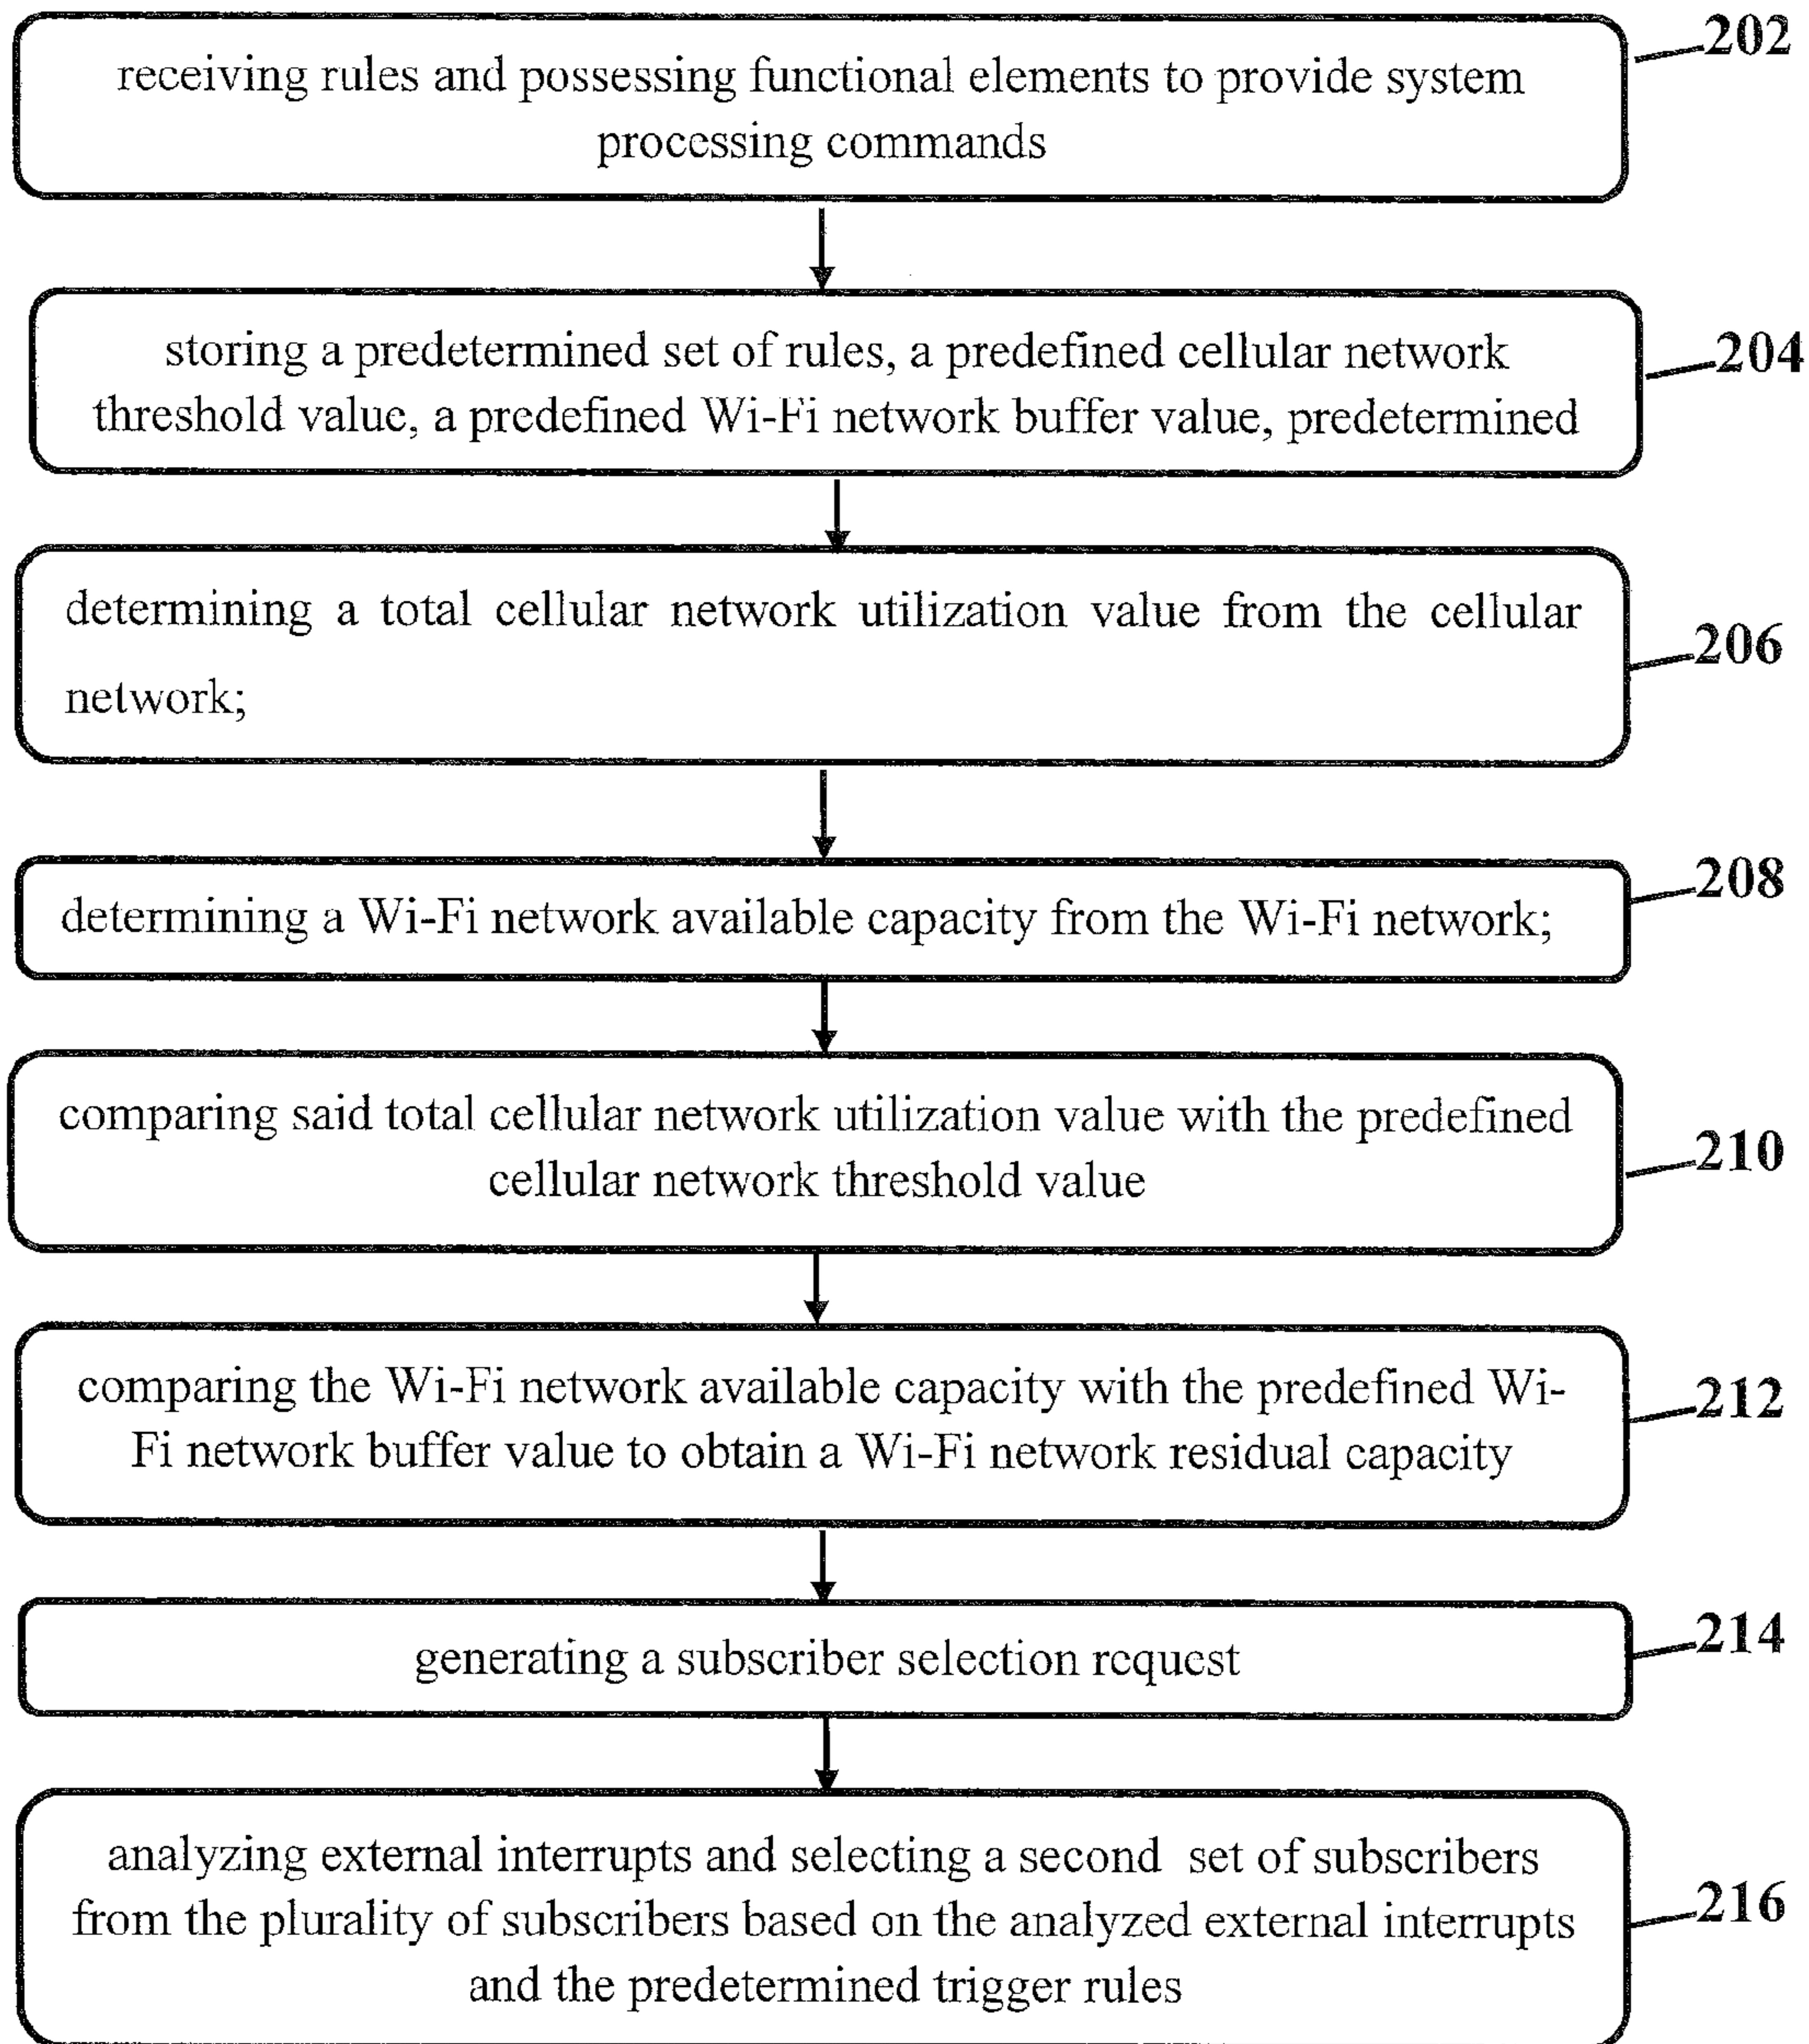 202
receiving rules and possessing functional elements to provide system
processing commands
204
storing a predetermined set of rules, a predefined cellular network
threshold value, a predefined Wi-Fi network buffer value, predetermined
206
determining a total cellular network utilization value from the cellular
network;
208
determining a Wi-Fi network available capacity from the Wi-Fi network;
210
comparing said total cellular network utilization value with the predefined
cellular network threshold value
212
comparing the Wi-Fi network available capacity with the predefined Wi-
Fi network buffer value to obtain a Wi-Fi network residual capacity
214
generating a subscriber selection request
216
analyzing external interrupts and selecting a second set of subscribers
from the plurality of subscribers based on the analyzed external interrupts
and the predetermined trigger rules